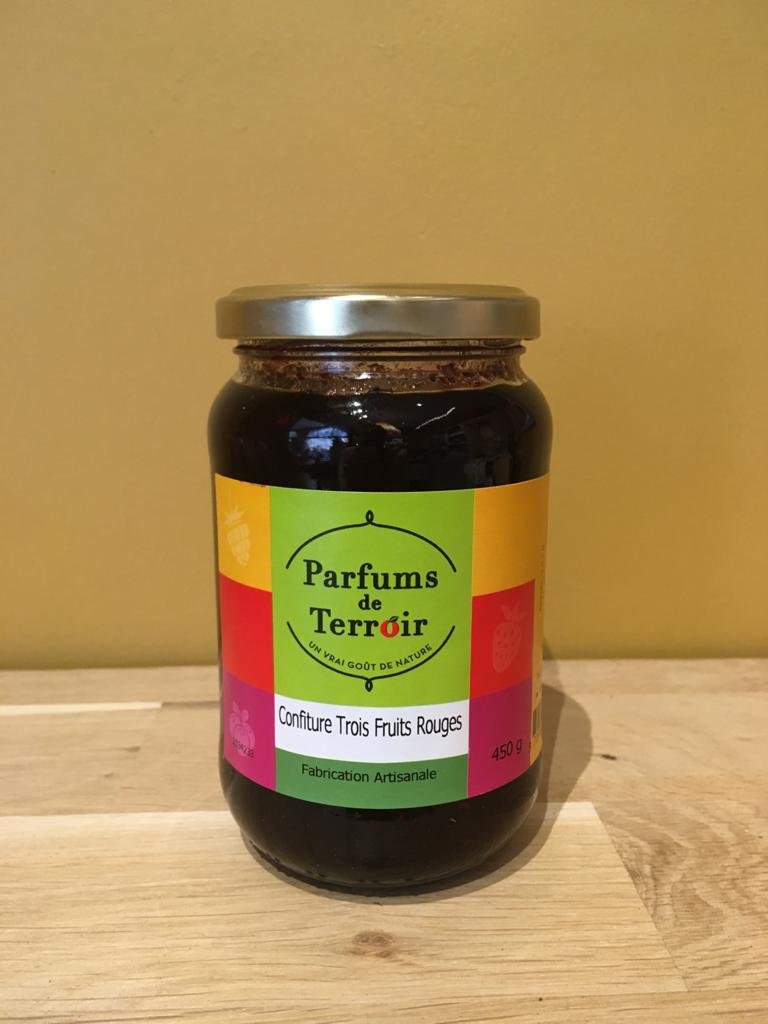 Parfums
de
Terroir
UN VRAI GOÛT DE NATURE
Confiture Trois Fruits Rouges
450 g
Fabrication Artisanale